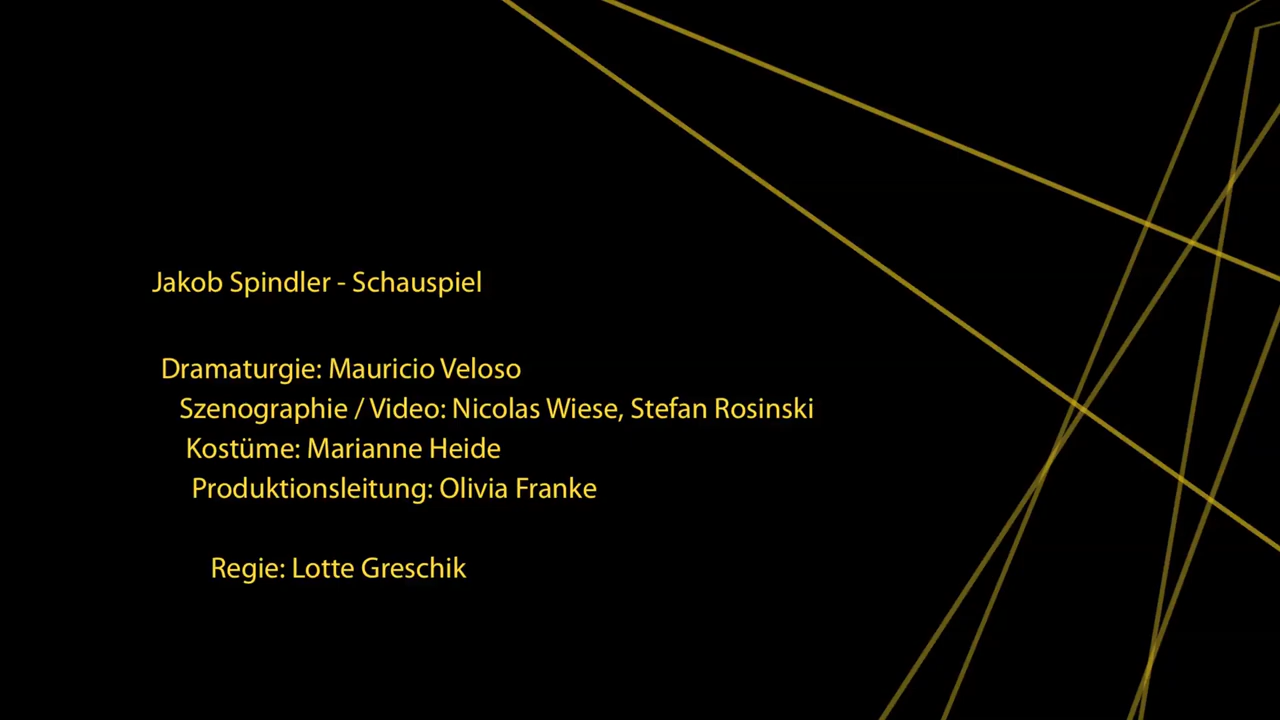 Jakob Spindler - Schauspiel
Dramaturgie: Mauricio Veloso
Szenographie / Video: Nicolas Wiese, Stefan Rosinski
Kostüme: Marianne Heide
Produktionsleitung: Olivia Franke
Regie: Lotte Greschik